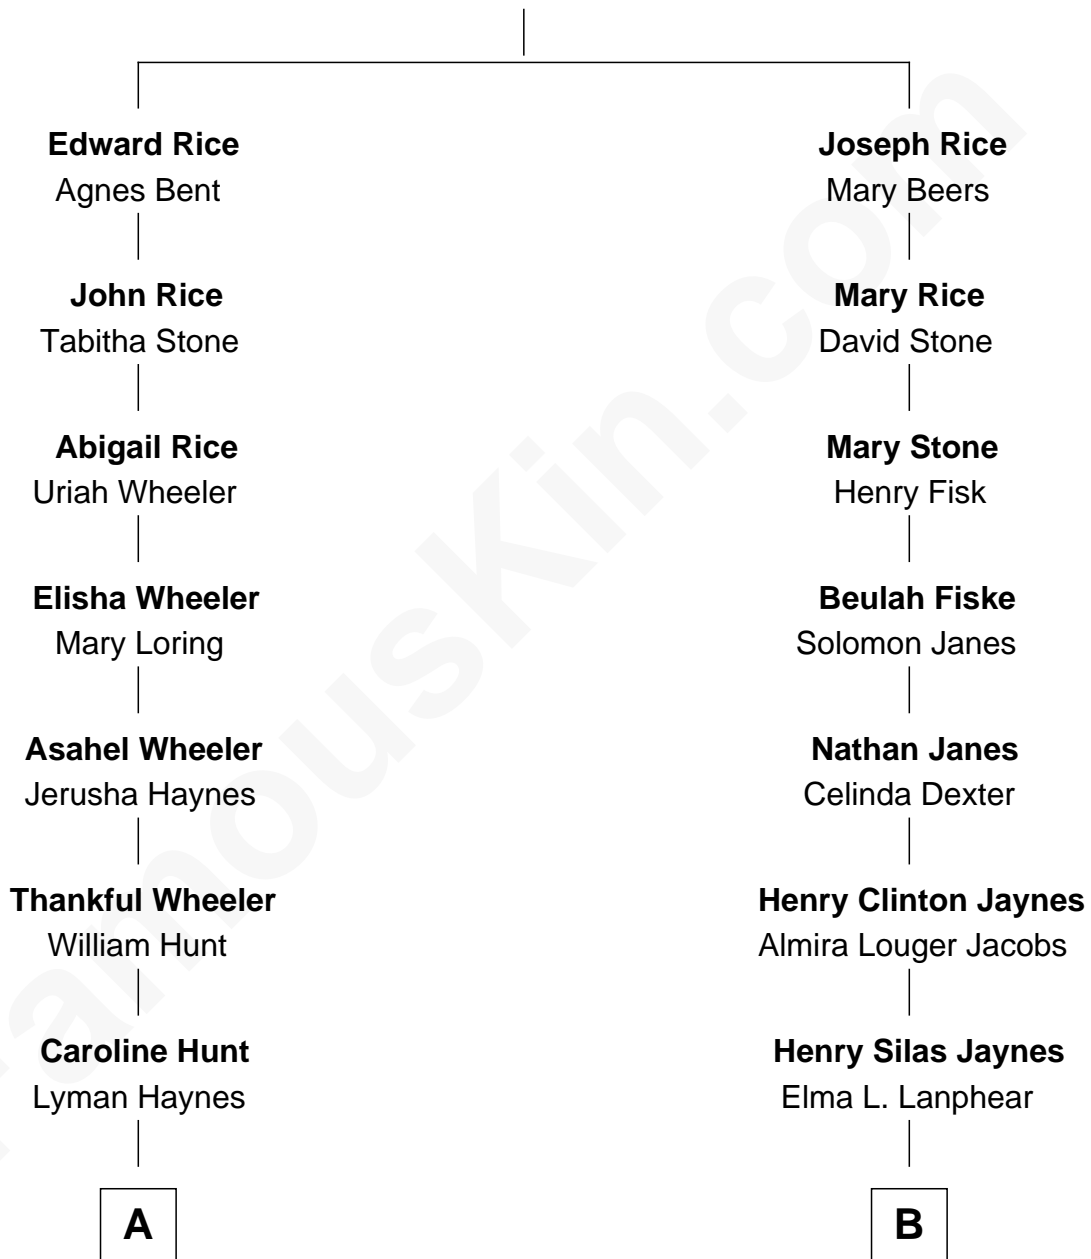 Edward Rice
Agnes Bent
John Rice
Tabitha Stone
Abigail Rice
Uriah Wheeler
Elisha Wheeler
Mary Loring
Asahel Wheeler
Jerusha Haynes
Thankful Wheeler
William Hunt
Caroline Hunt
Lyman Haynes
A
Joseph Rice
Mary Beers
Mary Rice
David Stone
Mary Stone
Henry Fisk
Beulah Fiske
Solomon Janes
Nathan Janes
Celinda Dexter
Henry Clinton Jaynes
Almira Louger Jacobs
Henry Silas Jaynes
Elma L. Lanphear
B
FamousKin.com